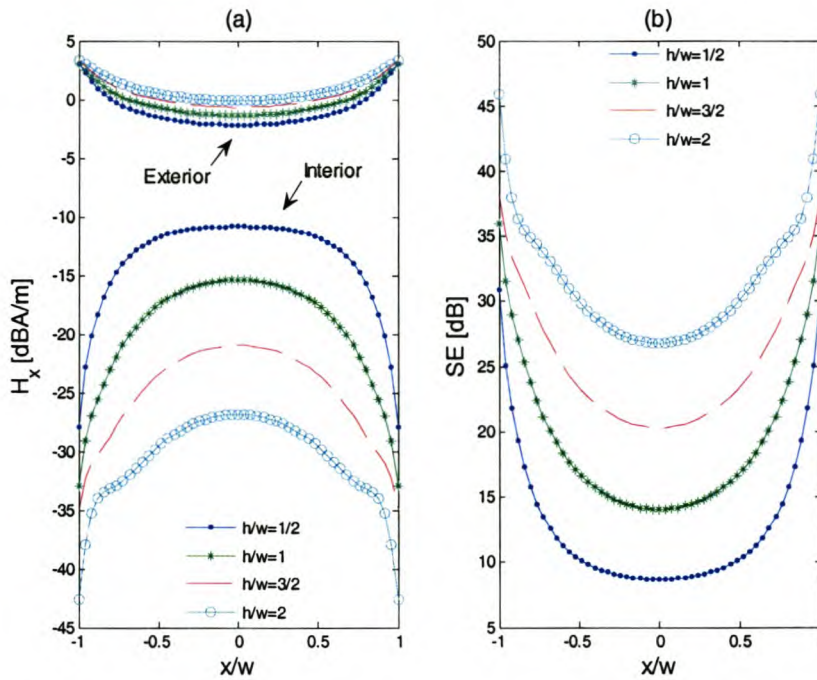 (a)
5
0
-5
-10
-15
-20
-25
-30
-35
-40
-45
H_x [dBA/m]
Exterior
Interior
h/w=1/2
h/w=1
h/w=3/2
h/w=2
-1
-0.5
0
0.5
1
x/w
(b)
50
45
40
35
30
25
20
15
10
5
SE [dB]
h/w=1/2
h/w=1
h/w=3/2
h/w=2
-1
-0.5
0
0.5
x/w